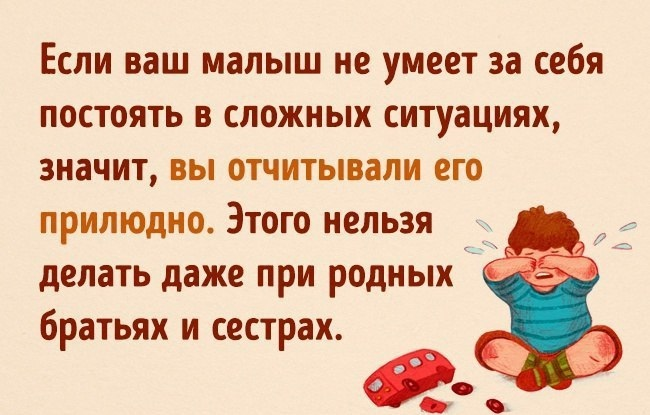 Если ваш малыш не умеет за себя
постоять в сложных ситуациях,
значит, вы отчитывали его
прилюдно. Этого нельзя
делать даже при родных
братьях и сестрах.